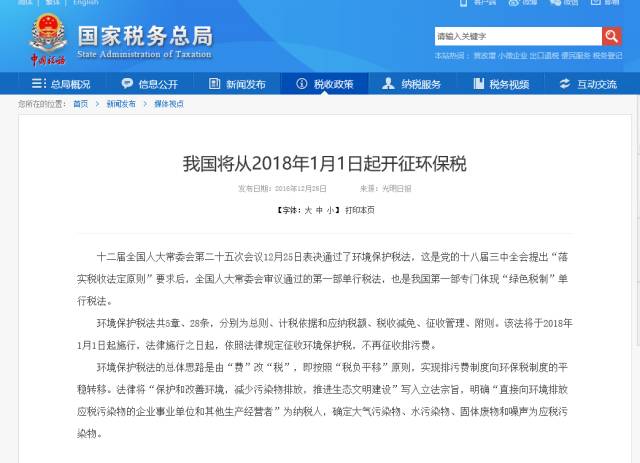 简体 繁体 English
客户端 微博 微信 邮箱
国家税务总局
State Administration of Taxation
中国税务
请输入关键字 搜索
本站热词： 营改增 小微企业 出口退税 便民服务 税务登记
总局概况 信息公开 新闻发布 税收政策 纳税服务 税务视频 互动交流
您所在的位置： 首页 > 新闻发布 > 媒体视点
我国将从2018年1月1日起开征环保税
发布日期：2016年12月26日 来源：光明日报
【字体：大 中 小】 打印本页
十二届全国人大常委会第二十五次会议12月25日表决通过了环境保护税法，这是党的十八届三中全会提出“落
实税收法定原则”要求后，全国人大常委会审议通过的第一部单行税法，也是我国第一部专门体现“绿色税制”单
行税法。
环境保护税法共5章、28条，分别为总则、计税依据和应纳税额、税收减免、征收管理、附则。该法将于2018年
1月1日起施行，法律施行之日起，依照法律规定征收环境保护税，不再征收排污费。
环境保护税法的总体思路是由“费”改“税”，即按照“税负平移”原则，实现排污费制度向环保税制度的平
稳转移。法律将“保护和改善环境，减少污染物排放，推进生态文明建设”写入立法宗旨，明确“直接向环境排放
应税污染物的企业事业单位和其他生产经营者”为纳税人，确定大气污染物、水污染物、固体废物和噪声为应税污
染物。